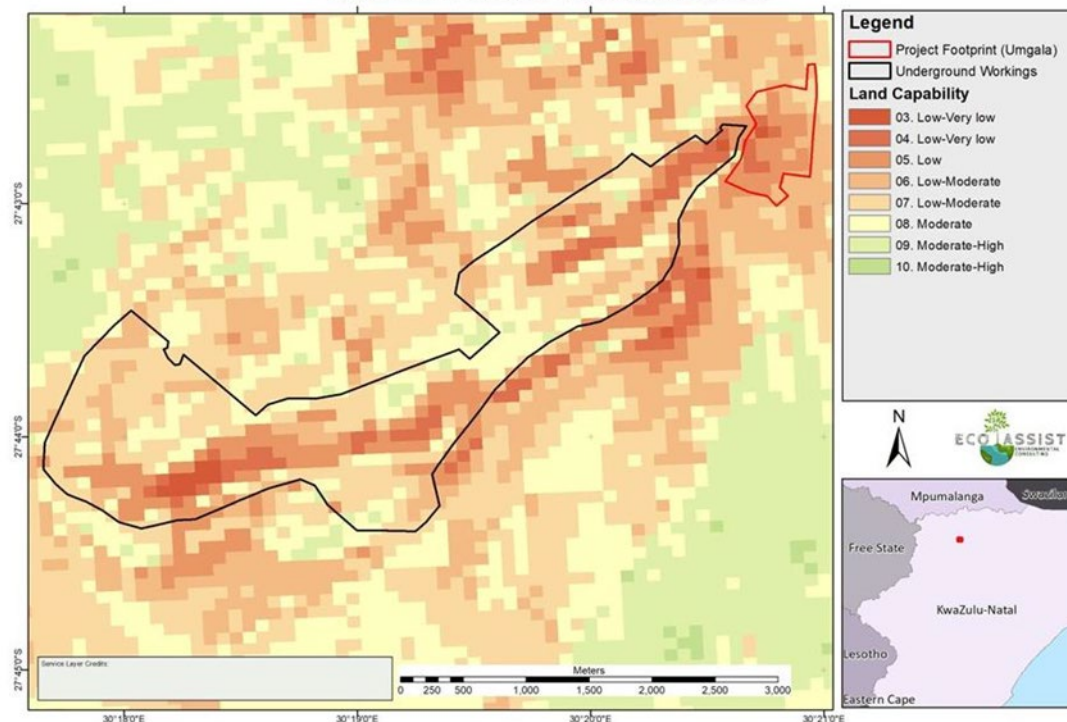 Legend
Project Footprint (Umgala)
Underground Workings
Land Capability
03. Low-Very low
04. Low-Very low
05. Low
06. Low-Moderate
07. Low-Moderate
08. Moderate
09. Moderate-High
10. Moderate-High
27°43'0"S
27°44'0"S
27°45'0"S
30°18'0"E
30°19'0"E
30°20'0"E
30°21'0"E
Service Layer Credits:
Meters
0 250 500 1,000 1,500 2,000 2,500 3,000
N
ECO ASSIST
ENVIRONMENTAL
CONSULTING
Mpumalanga
Free State
KwaZulu-Natal
Lesotho
Eastern Cape